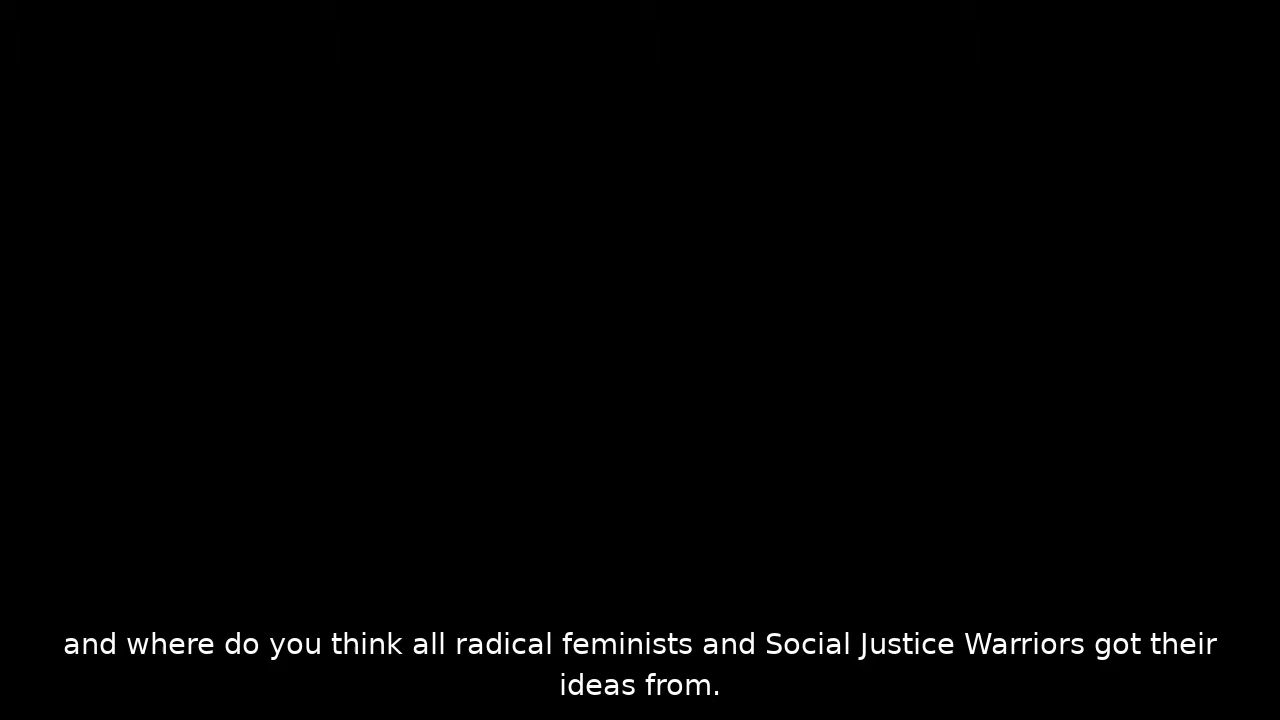 and where do you think all radical feminists and Social Justice Warriors got their
ideas from.